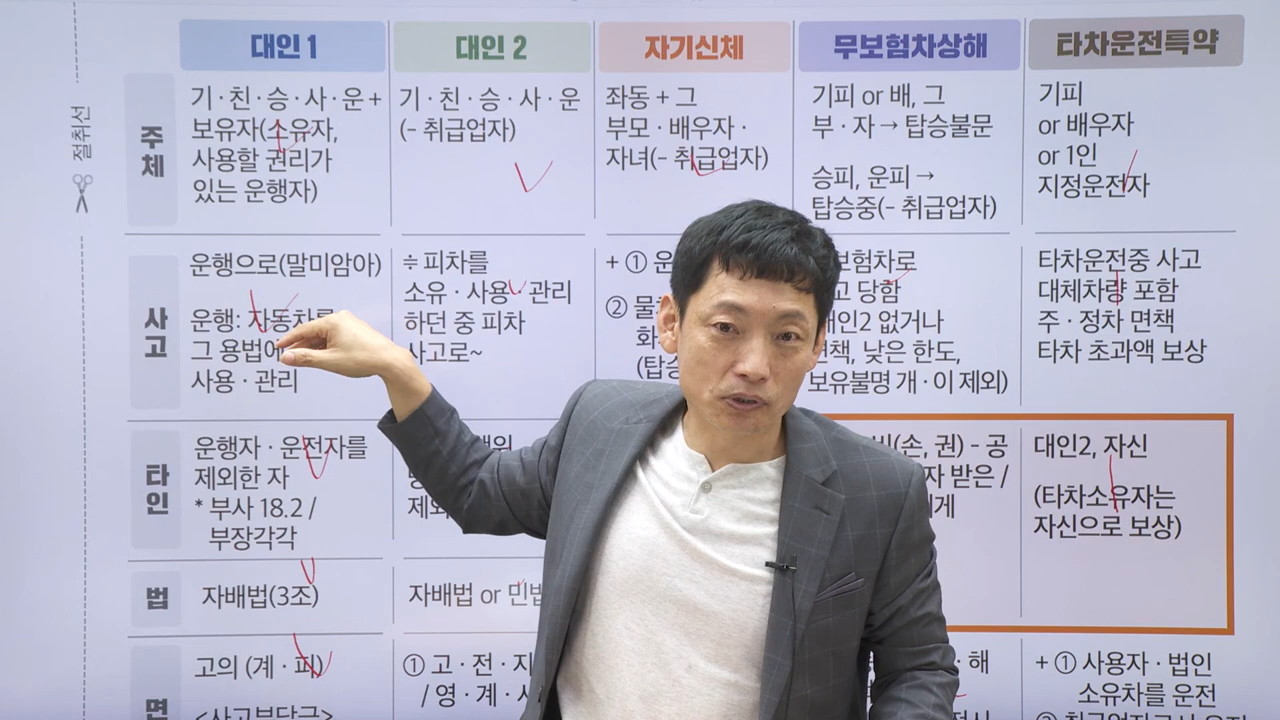 절취선
대인 1
대인 2
자기신체
무보험차상해
타차운전특약
주체
기·친·승·사·운+
보유자(소유자,
사용할 권리가
있는 운행자)
기·친·승·사·운
(- 취급업자)
좌동 + 그
부모·배우자·
자녀(- 취급업자)
기피 or 배, 그
부·자→ 탑승불문
승피, 운피→
탑승중(- 취급업자)
기피
or 배우자
or 1인
지정운전자
사고
운행으로(말미암아)
운행: 자동차를
그 용법에
사용·관리
÷ 피차를
소유·사용·관리
하던 중 피차
사고로~
+ ①
②
화
보험차로
당함
없거나
낮은 한도,
보유불명 개·이 제외)
타차운전중 사고
대체차량 포함
주·정차 면책
타차 초과액 보상
타인
운행자·운전자를
제외한 자
* 부사 18.2 /
부장각각
(손, 권) - 공
받은 /
대인2, 자신
(타차소유자는
자신으로 보상)
법
자배법(3조)
자배법 or 민법
면
고의 (계·피)
<사고부담금>
① 고·전·지
/ 영·계·
·해
+ ① 사용자·법인
소유차를 운전